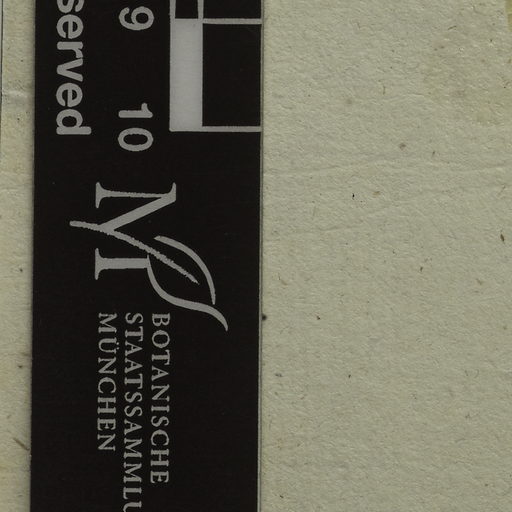 served
9 10
BOTANISCHE
STAATSSAMMLU
MÜNCHEN